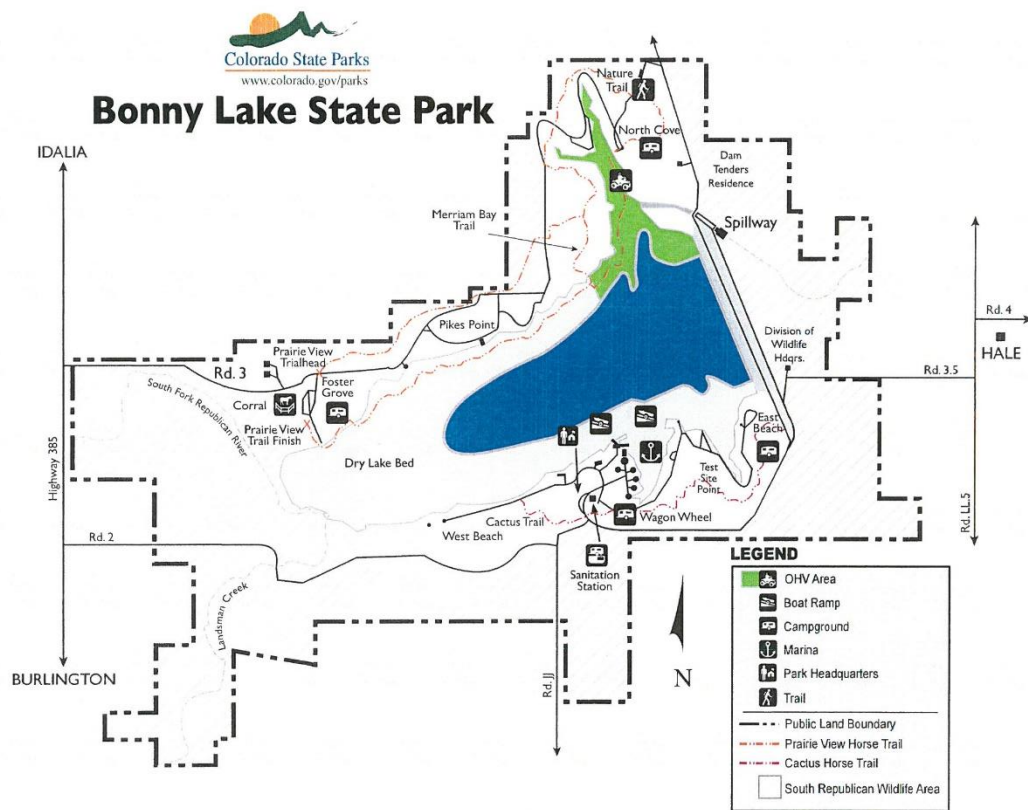 Colorado State Parks
www.colorado.gov/parks
Bonny Lake State Park
IDALIA
Nature
Trail
North Cove
Dam
Tenders
Residence
Merriam Bay
Trail
Spillway
Rd. 4
HALE
Pikes Point
Division of
Wildlife
Hdqrs.
Rd. 3.5
Prairie View
Trialhead
Rd. 3
Foster
Grove
Corral
South Fork Republican
River
Prairie View
Trail Finish
East
Beach
Highway 385
Dry Lake Bed
Test
Site
Point
Rd. LL.5
Cactus Trail
Wagon Wheel
West Beach
Rd. 2
Sanitation
Station
Landsman Creek
N
Rd. JJ
BURLINGTON
LEGEND
OHV Area
Boat Ramp
Campground
Marina
Park Headquarters
Trail
Public Land Boundary
Prairie View Horse Trail
Cactus Horse Trail
South Republican Wildlife Area